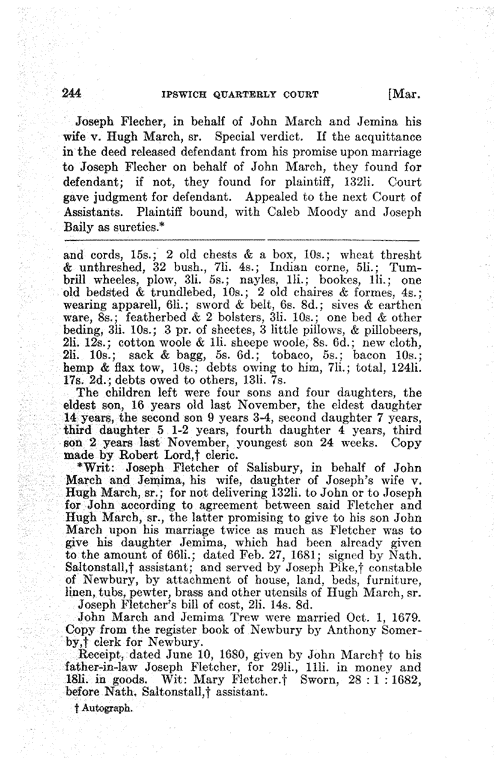 244 IPSWICH QUARTERLY COURT [Mar.
Joseph Flecher, in behalf of John March and Jemina his
wife v. Hugh March, sr. Special verdict. If the acquittance
in the deed released defendant from his promise upon marriage
to Joseph Flecher on behalf of John March, they found for
defendant; if not, they found for plaintiff, 132li. Court
gave judgment for defendant. Appealed to the next Court of
Assistants. Plaintiff bound, with Caleb Moody and Joseph
Baily as sureties.*
and cords, 15s.; 2 old chests & a box, 10s.; wheat thresht
& unthreshed, 32 bush., 7li. 4s.; Indian corne, 5li.; Tum-
brill wheeles, plow, 3li. 5s.; nayles, 1li.; bookes, 1li.; one
old bedsted & trundlebed, 10s.; 2 old chaires & formes, 4s.;
wearing apparell, 6li.; sword & belt, 6s. 8d.; sives & earthen
ware, 8s.; featherbed & 2 bolsters, 3li. 10s.; one bed & other
beding, 3li. 10s.; 3 pr. of sheetes, 3 little pillows, & pillobeers,
2li. 12s.; cotton woole & 1li. sheepe woole, 8s. 6d.; new cloth,
2li. 10s.; sack & bagg, 5s. 6d.; tobaco, 5s.; bacon 10s.;
hemp & flax tow, 10s.; debts owing to him, 7li.; total, 124li.
17s. 2d.; debts owed to others, 13li. 7s.
The children left were four sons and four daughters, the
eldest son, 16 years old last November, the eldest daughter
14 years, the second son 9 years 3-4, second daughter 7 years,
third daughter 5 1-2 years, fourth daughter 4 years, third
son 2 years last November, youngest son 24 weeks. Copy
made by Robert Lord,† cleric.
*Writ: Joseph Fletcher of Salisbury, in behalf of John
March and Jemima, his wife, daughter of Joseph's wife v.
Hugh March, sr.; for not delivering 132li. to John or to Joseph
for John according to agreement between said Fletcher and
Hugh March, sr., the latter promising to give to his son John
March upon his marriage twice as much as Fletcher was to
give his daughter Jemima, which had been already given
to the amount of 66li.; dated Feb. 27, 1681; signed by Nath.
Saltonstall,† assistant; and served by Joseph Pike,† constable
of Newbury, by attachment of house, land, beds, furniture,
linen, tubs, pewter, brass and other utensils of Hugh March, sr.
Joseph Fletcher's bill of cost, 2li. 14s. 8d.
John March and Jemima Trew were married Oct. 1, 1679.
Copy from the register book of Newbury by Anthony Somer-
by,† clerk for Newbury.
Receipt, dated June 10, 1680, given by John March† to his
father-in-law Joseph Fletcher, for 29li., 11li. in money and
18li. in goods. Wit: Mary Fletcher.† Sworn, 28 : 1 : 1682,
before Nath. Saltonstall,† assistant.
† Autograph.